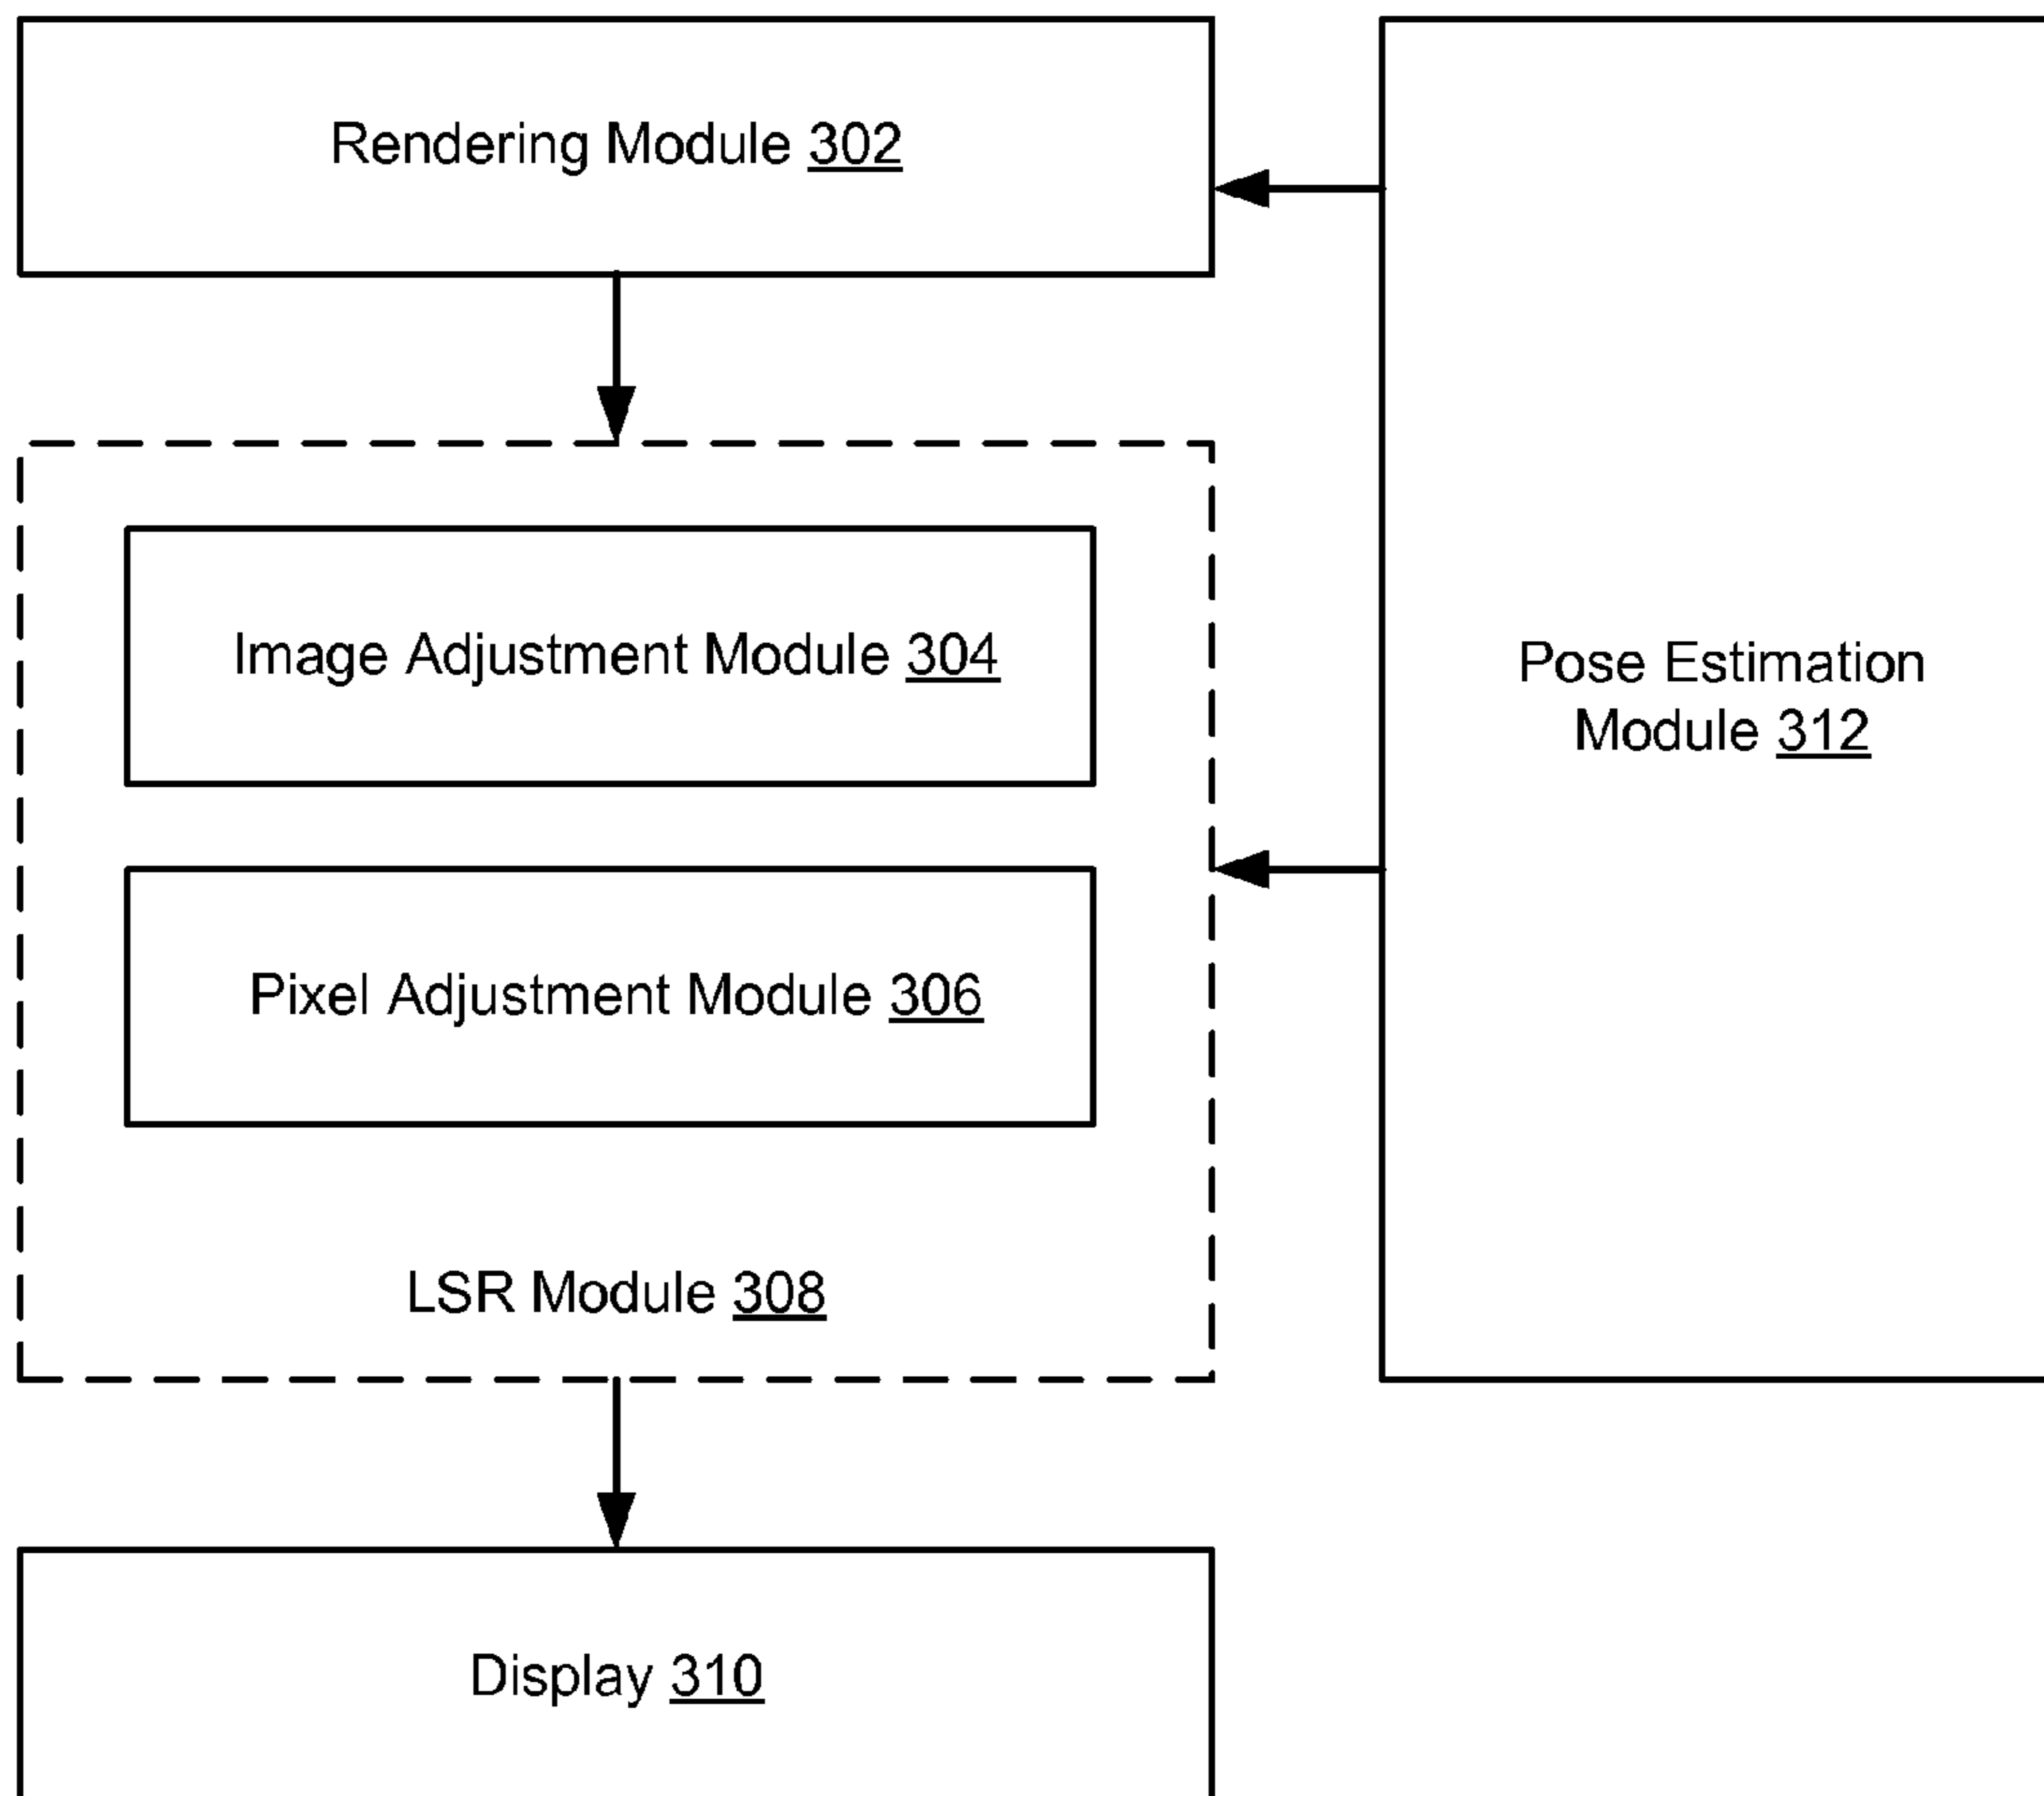 Rendering Module 302
Image Adjustment Module 304
Pixel Adjustment Module 306
LSR Module 308
Display 310
Pose Estimation
Module 312